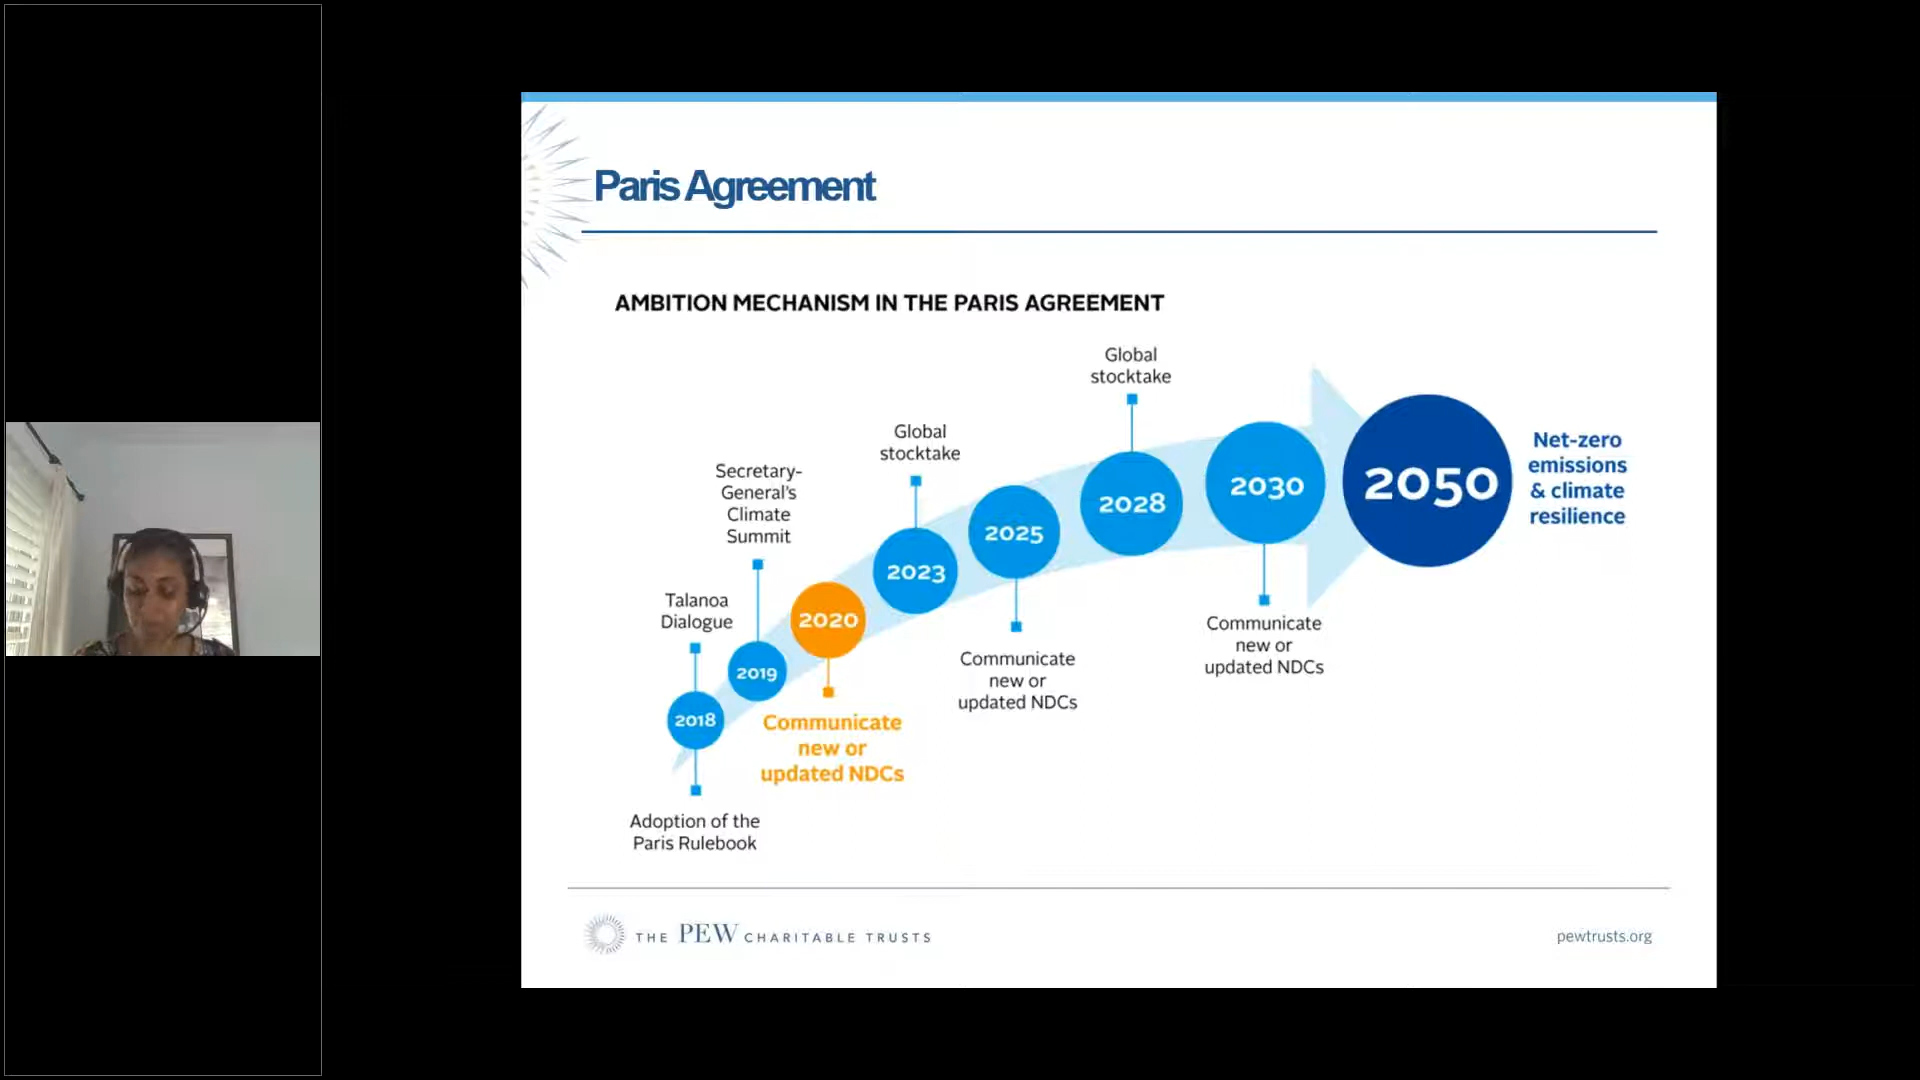 Paris Agreement
AMBITION MECHANISM IN THE PARIS AGREEMENT
Global
stocktake
Global
stocktake
Secretary-
General's
Climate
Summit
Talanoa
Dialogue
2018
2019
2020
2023
2025
2028
2030
2050
Net-zero
emissions
& climate
resilience
Communicate
new or
updated NDCs
Communicate
new or
updated NDCs
Communicate
new or
updated NDCs
Adoption of the
Paris Rulebook
THE PEW CHARITABLE TRUSTS
pewtrusts.org